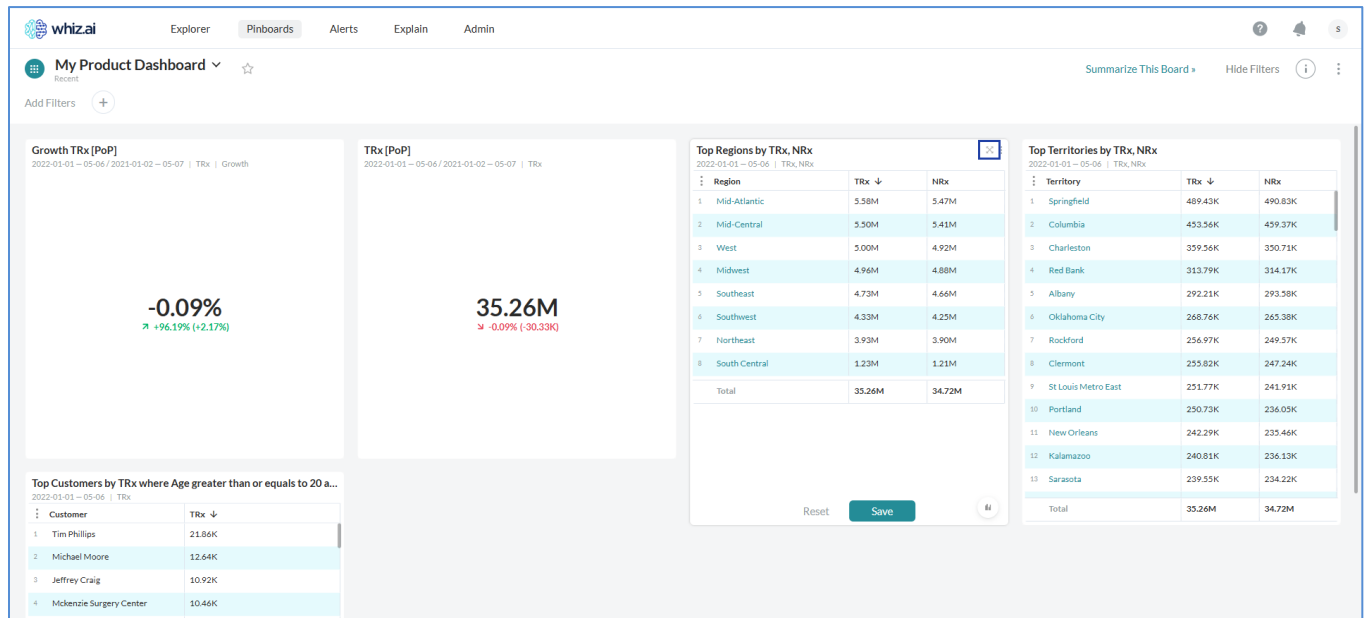 whiz.ai Explorer Pinboards Alerts Explain Admin ? S
My Product Dashboard
Recent
Summarize This Board » Hide Filters i
Add Filters +
Growth TRx [PoP]
2022-01-01 — 05-06 / 2021-01-02 — 05-07 | TRx | Growth
-0.09%
+96.19% (+2.17%)
TRx [PoP]
2022-01-01 — 05-06 / 2021-01-02 — 05-07 | TRx
35.26M
-0.09% (-30.33K)
Top Regions by TRx, NRx
2022-01-01 — 05-06 | TRx, NRx
Region TRx NRx
1 Mid-Atlantic 5.58M 5.47M
2 Mid-Central 5.50M 5.41M
3 West 5.00M 4.92M
4 Midwest 4.96M 4.88M
5 Southeast 4.73M 4.66M
6 Southwest 4.33M 4.25M
7 Northeast 3.93M 3.90M
8 South Central 1.23M 1.21M
Total 35.26M 34.72M
Reset Save
Top Territories by TRx, NRx
2022-01-01 — 05-06 | TRx, NRx
Territory TRx NRx
1 Springfield 489.43K 490.83K
2 Columbia 453.56K 459.37K
3 Charleston 359.56K 350.71K
4 Red Bank 313.79K 314.17K
5 Albany 292.21K 293.58K
6 Oklahoma City 268.76K 265.38K
7 Rockford 256.97K 249.57K
8 Clermont 255.82K 247.24K
9 St Louis Metro East 251.77K 241.91K
10 Portland 250.73K 236.05K
11 New Orleans 242.29K 235.46K
12 Kalamazoo 240.81K 236.13K
13 Sarasota 239.55K 234.22K
Total 35.26M 34.72M
Top Customers by TRx where Age greater than or equals to 20 a...
2022-01-01 — 05-06 | TRx
Customer TRx
1 Tim Phillips 21.86K
2 Michael Moore 12.64K
3 Jeffrey Craig 10.92K
4 Mckenzie Surgery Center 10.46K